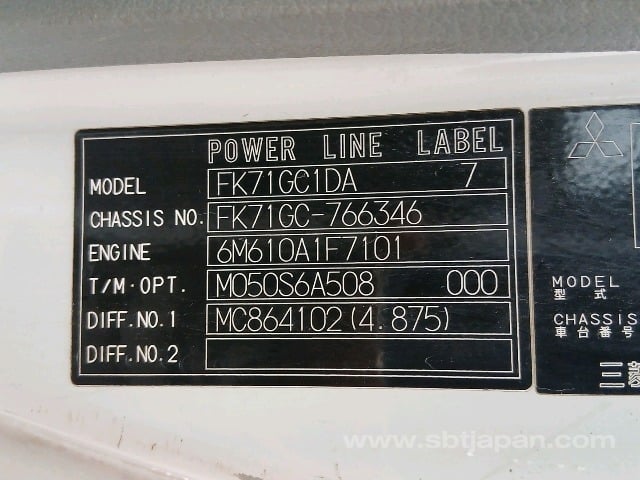 POWER LINE LABEL
MODEL FK71GC1DA 7
CHASSIS NO. FK71GC-766346
ENGINE 6M610A1F7101
T/M·OPT. M050S6A508 000
DIFF.NO.1 MC864102(4.875)
DIFF.NO.2
MODEL
型式
CHASSIS
車台番号
三菱
www.sbtjapan.com